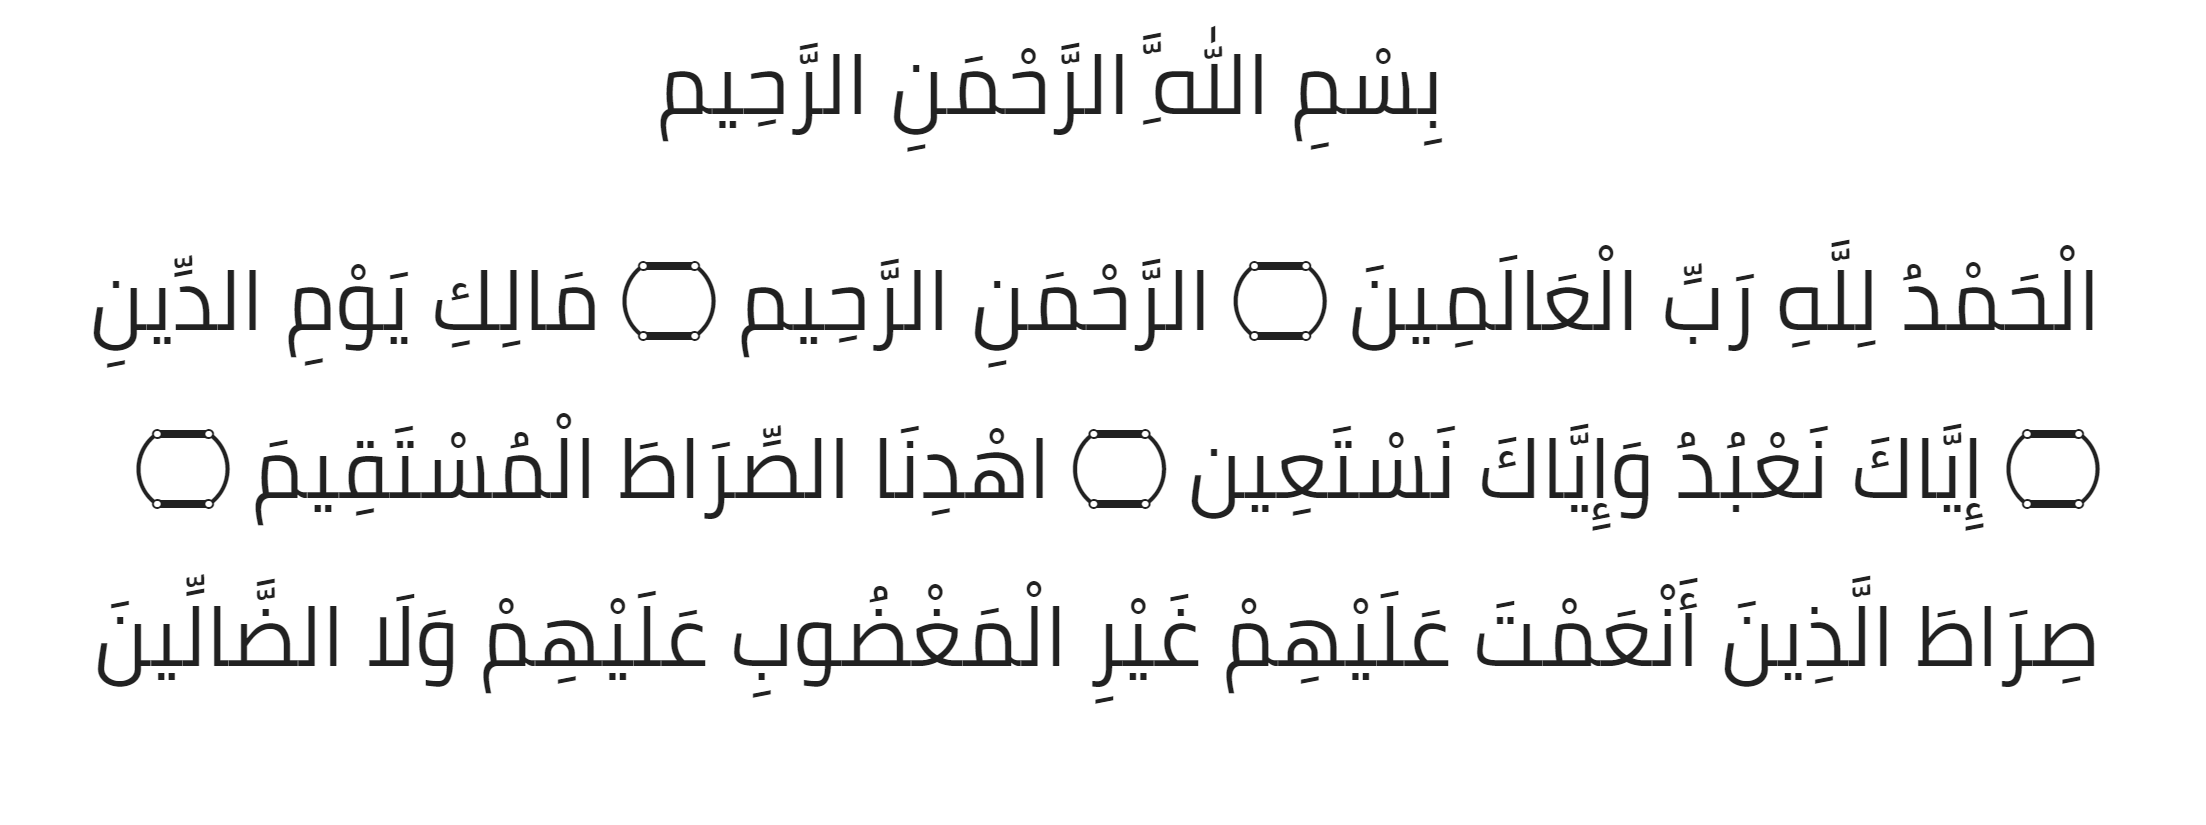 بِسْمِ اللَّهِ الرَّحْمَنِ الرَّحِيم
الْحَمْدُ لِلَّهِ رَبِّ الْعَالَمِينَ ۝ الرَّحْمَنِ الرَّحِيم ۝ مَالِكِ يَوْمِ الدِّينِ
۝ إِيَّاكَ نَعْبُدُ وَإِيَّاكَ نَسْتَعِين ۝ اهْدِنَا الصِّرَاطَ الْمُسْتَقِيمَ ۝
صِرَاطَ الَّذِينَ أَنْعَمْتَ عَلَيْهِمْ غَيْرِ الْمَغْضُوبِ عَلَيْهِمْ وَلَا الضَّالِّينَ